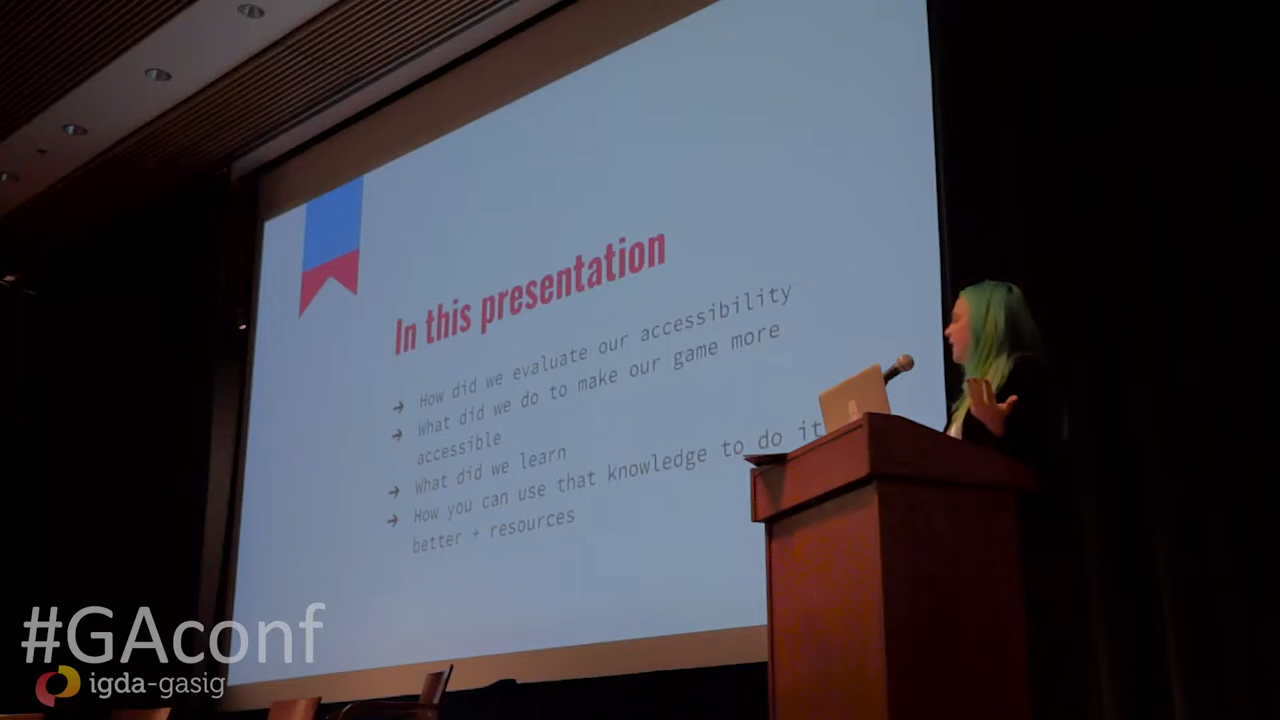 In this presentation
→ How did we evaluate our accessibility
→ What did we do to make our game more
accessible
→ What did we learn
→ How you can use that knowledge to do it
better + resources
#GAconf
igda-gasig